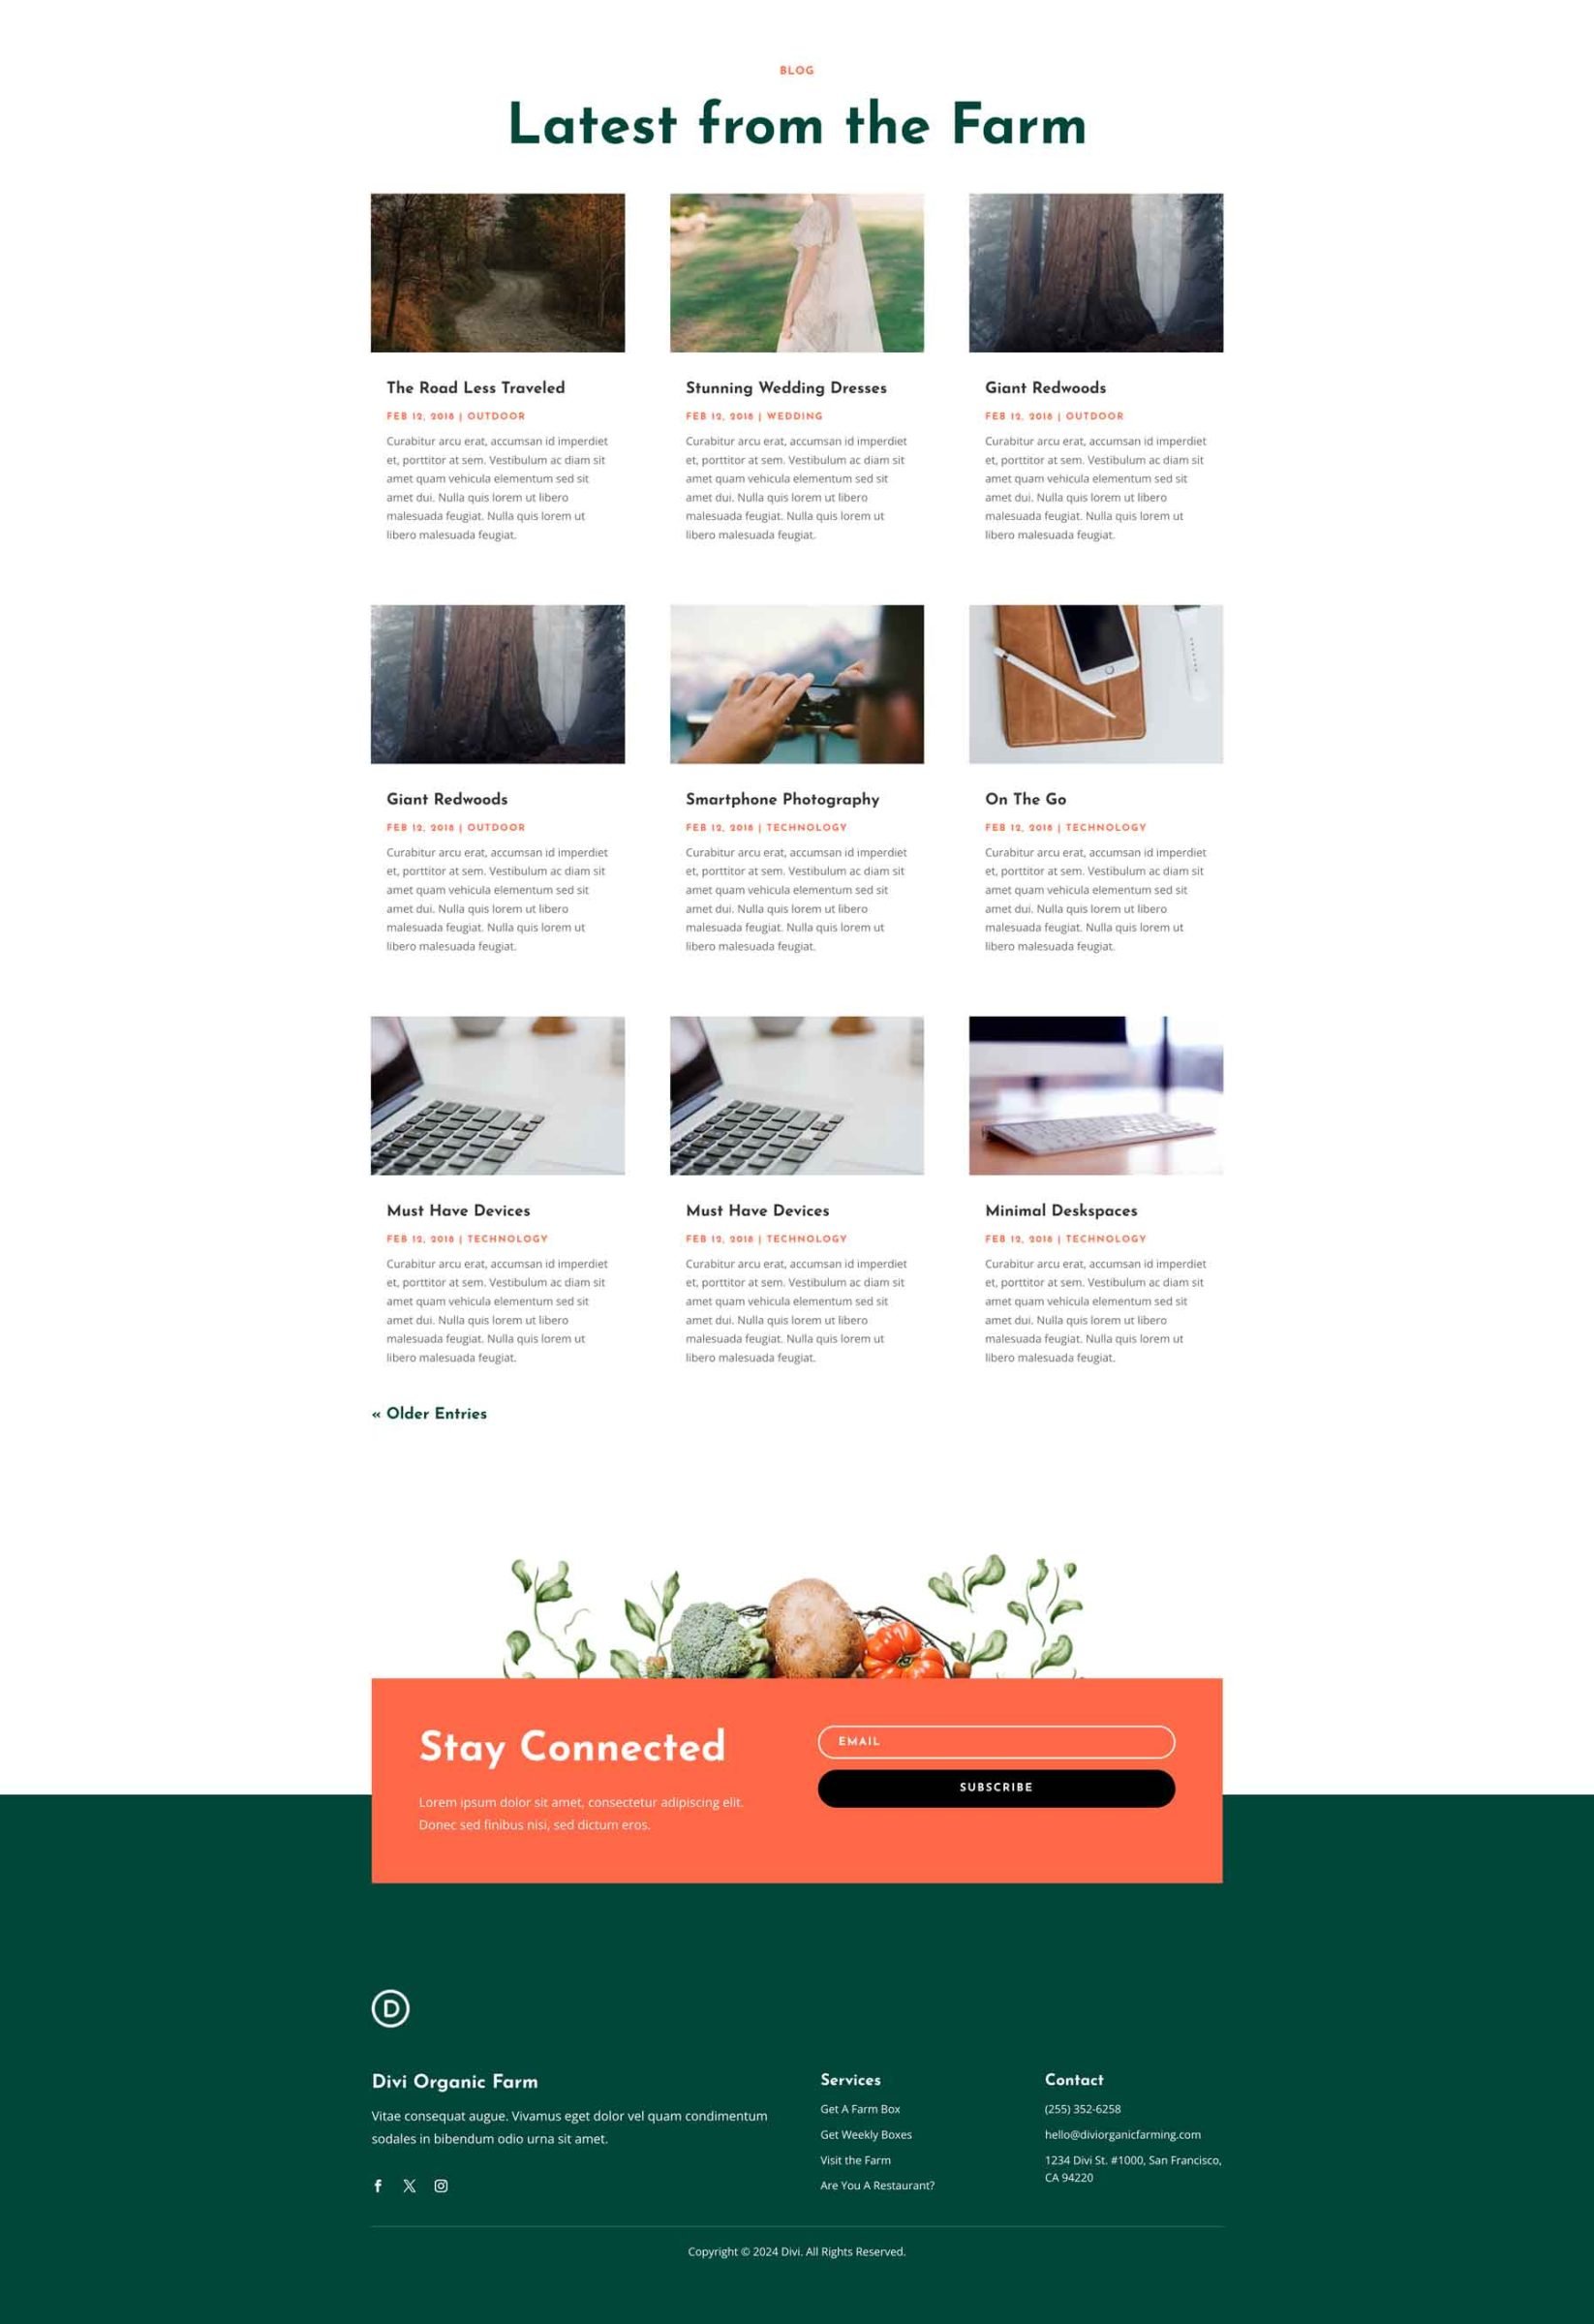 BLOG
Latest from the Farm
The Road Less Traveled
FEB 12, 2018 | OUTDOOR
Curabitur arcu erat, accumsan id imperdiet
et, porttitor at sem. Vestibulum ac diam sit
amet quam vehicula elementum sed sit
amet dui. Nulla quis lorem ut libero
malesuada feugiat. Nulla quis lorem ut
libero malesuada feugiat.
Stunning Wedding Dresses
FEB 12, 2018 | WEDDING
Curabitur arcu erat, accumsan id imperdiet
et, porttitor at sem. Vestibulum ac diam sit
amet quam vehicula elementum sed sit
amet dui. Nulla quis lorem ut libero
malesuada feugiat. Nulla quis lorem ut
libero malesuada feugiat.
Giant Redwoods
FEB 12, 2018 | OUTDOOR
Curabitur arcu erat, accumsan id imperdiet
et, porttitor at sem. Vestibulum ac diam sit
amet quam vehicula elementum sed sit
amet dui. Nulla quis lorem ut libero
malesuada feugiat. Nulla quis lorem ut
libero malesuada feugiat.
Giant Redwoods
FEB 12, 2018 | OUTDOOR
Curabitur arcu erat, accumsan id imperdiet
et, porttitor at sem. Vestibulum ac diam sit
amet quam vehicula elementum sed sit
amet dui. Nulla quis lorem ut libero
malesuada feugiat. Nulla quis lorem ut
libero malesuada feugiat.
Smartphone Photography
FEB 12, 2018 | TECHNOLOGY
Curabitur arcu erat, accumsan id imperdiet
et, porttitor at sem. Vestibulum ac diam sit
amet quam vehicula elementum sed sit
amet dui. Nulla quis lorem ut libero
malesuada feugiat. Nulla quis lorem ut
libero malesuada feugiat.
On The Go
FEB 12, 2018 | TECHNOLOGY
Curabitur arcu erat, accumsan id imperdiet
et, porttitor at sem. Vestibulum ac diam sit
amet quam vehicula elementum sed sit
amet dui. Nulla quis lorem ut libero
malesuada feugiat. Nulla quis lorem ut
libero malesuada feugiat.
Must Have Devices
FEB 12, 2018 | TECHNOLOGY
Curabitur arcu erat, accumsan id imperdiet
et, porttitor at sem. Vestibulum ac diam sit
amet quam vehicula elementum sed sit
amet dui. Nulla quis lorem ut libero
malesuada feugiat. Nulla quis lorem ut
libero malesuada feugiat.
Must Have Devices
FEB 12, 2018 | TECHNOLOGY
Curabitur arcu erat, accumsan id imperdiet
et, porttitor at sem. Vestibulum ac diam sit
amet quam vehicula elementum sed sit
amet dui. Nulla quis lorem ut libero
malesuada feugiat. Nulla quis lorem ut
libero malesuada feugiat.
Minimal Deskspaces
FEB 12, 2018 | TECHNOLOGY
Curabitur arcu erat, accumsan id imperdiet
et, porttitor at sem. Vestibulum ac diam sit
amet quam vehicula elementum sed sit
amet dui. Nulla quis lorem ut libero
malesuada feugiat. Nulla quis lorem ut
libero malesuada feugiat.
« Older Entries
Stay Connected
Lorem ipsum dolor sit amet, consectetur adipiscing elit.
Donec sed finibus nisi, sed dictum eros.
EMAIL
SUBSCRIBE
D
Divi Organic Farm
Vitae consequat augue. Vivamus eget dolor vel quam condimentum
sodales in bibendum odio urna sit amet.
Services
Get A Farm Box
Get Weekly Boxes
Visit the Farm
Are You A Restaurant?
Contact
(255) 352-6258
hello@diviorganicfarming.com
1234 Divi St. #1000, San Francisco,
CA 94220
Copyright © 2024 Divi. All Rights Reserved.